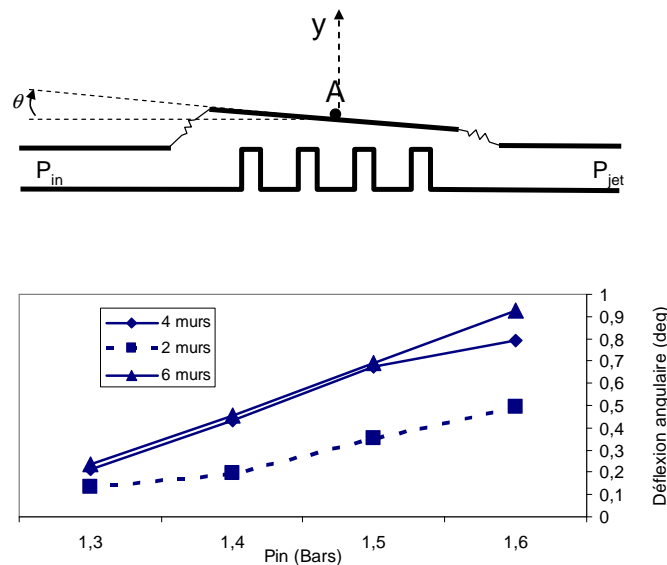 y
A
θ
P_in
P_jet
4 murs
2 murs
6 murs
1
0,9
0,8
0,7
0,6
0,5
0,4
0,3
0,2
0,1
0
Déflexion angulaire (deg)
1,3
1,4
1,5
1,6
Pin (Bars)